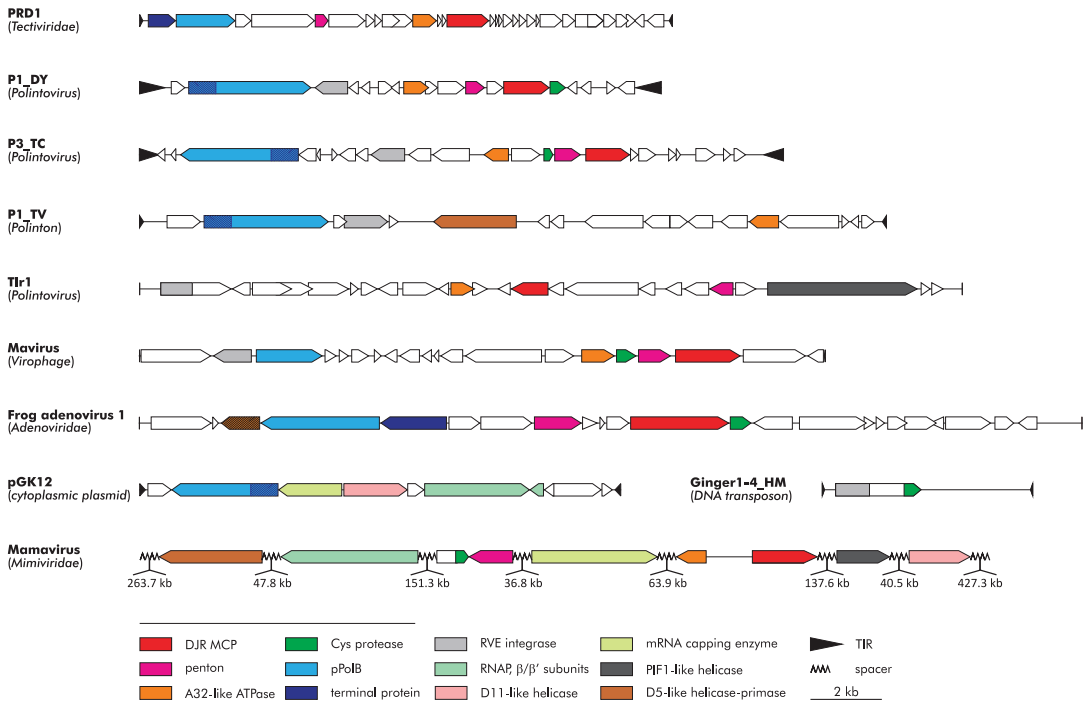 PRD1
(Tectiviridae)
P1_DY
(Polintovirus)
P3_TC
(Polintovirus)
P1_TV
(Polinton)
Tlr1
(Polintovirus)
Mavirus
(Virophage)
Frog adenovirus 1
(Adenoviridae)
pGK12
(cytoplasmic plasmid)
Ginger1-4_HM
(DNA transposon)
Mamavirus
(Mimiviridae)
263.7 kb 47.8 kb 151.3 kb 36.8 kb 63.9 kb 137.6 kb 40.5 kb 427.3 kb
DJR MCP Cys protease RVE integrase mRNA capping enzyme TIR
penton pPolB RNAP, β/β' subunits PIF1-like helicase spacer
A32-like ATPase terminal protein D11-like helicase D5-like helicase-primase 2 kb